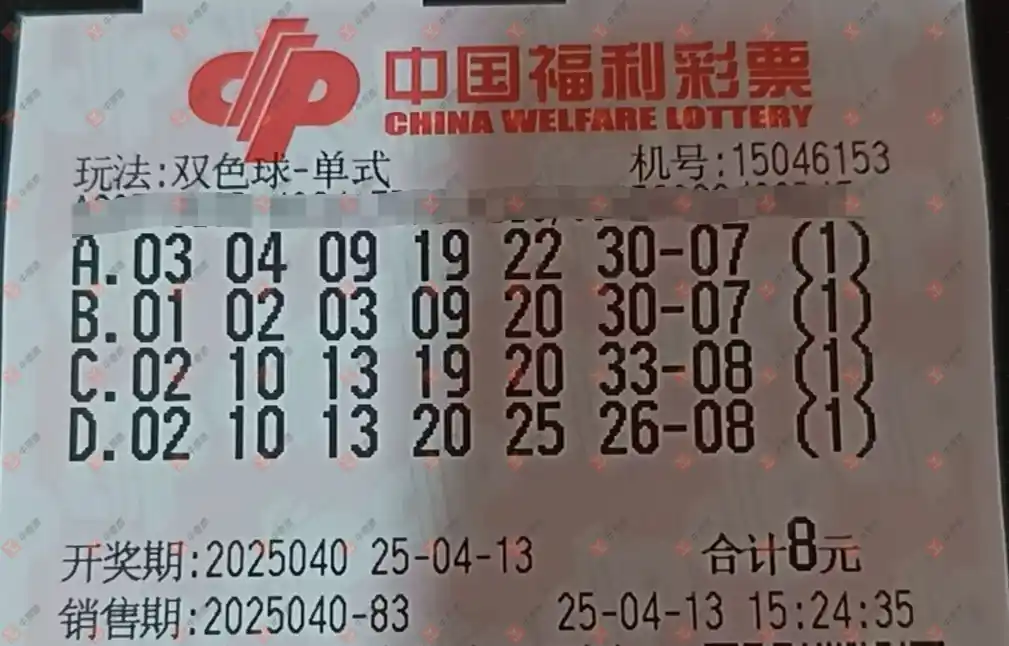 中国福利彩票
CHINA WELFARE LOTTERY
玩法:双色球-单式 机号:15046153
A.03 04 09 19 22 30-07 (1)
B.01 02 03 09 20 30-07 (1)
C.02 10 13 19 20 33-08 (1)
D.02 10 13 20 25 26-08 (1)
开奖期:2025040 25-04-13 合计8元
销售期:2025040-83 25-04-13 15:24:35